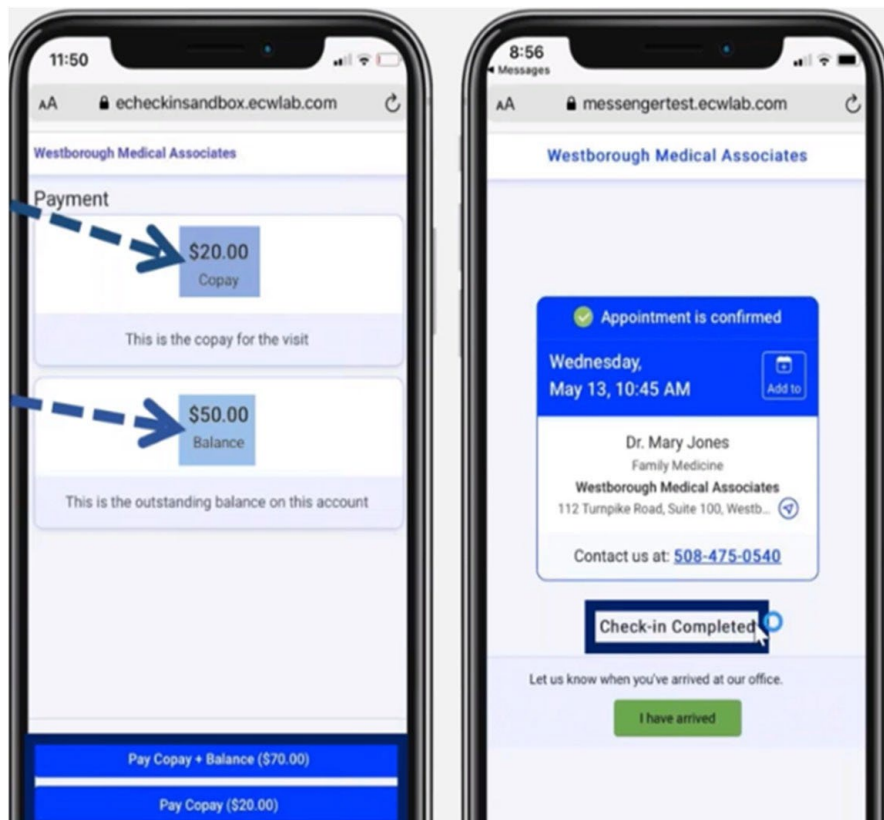 11:50
AA echeckinsandbox.ecwlab.com
Westborough Medical Associates
Payment
$20.00
Copay
This is the copay for the visit
$50.00
Balance
This is the outstanding balance on this account
Pay Copay + Balance ($70.00)
Pay Copay ($20.00)
8:56
Messages
AA messengertest.ecwlab.com
Westborough Medical Associates
Appointment is confirmed
Wednesday,
May 13, 10:45 AM
Add to
Dr. Mary Jones
Family Medicine
Westborough Medical Associates
112 Turnpike Road, Suite 100, Westb...
Contact us at: 508-475-0540
Check-in Completed
Let us know when you've arrived at our office.
I have arrived